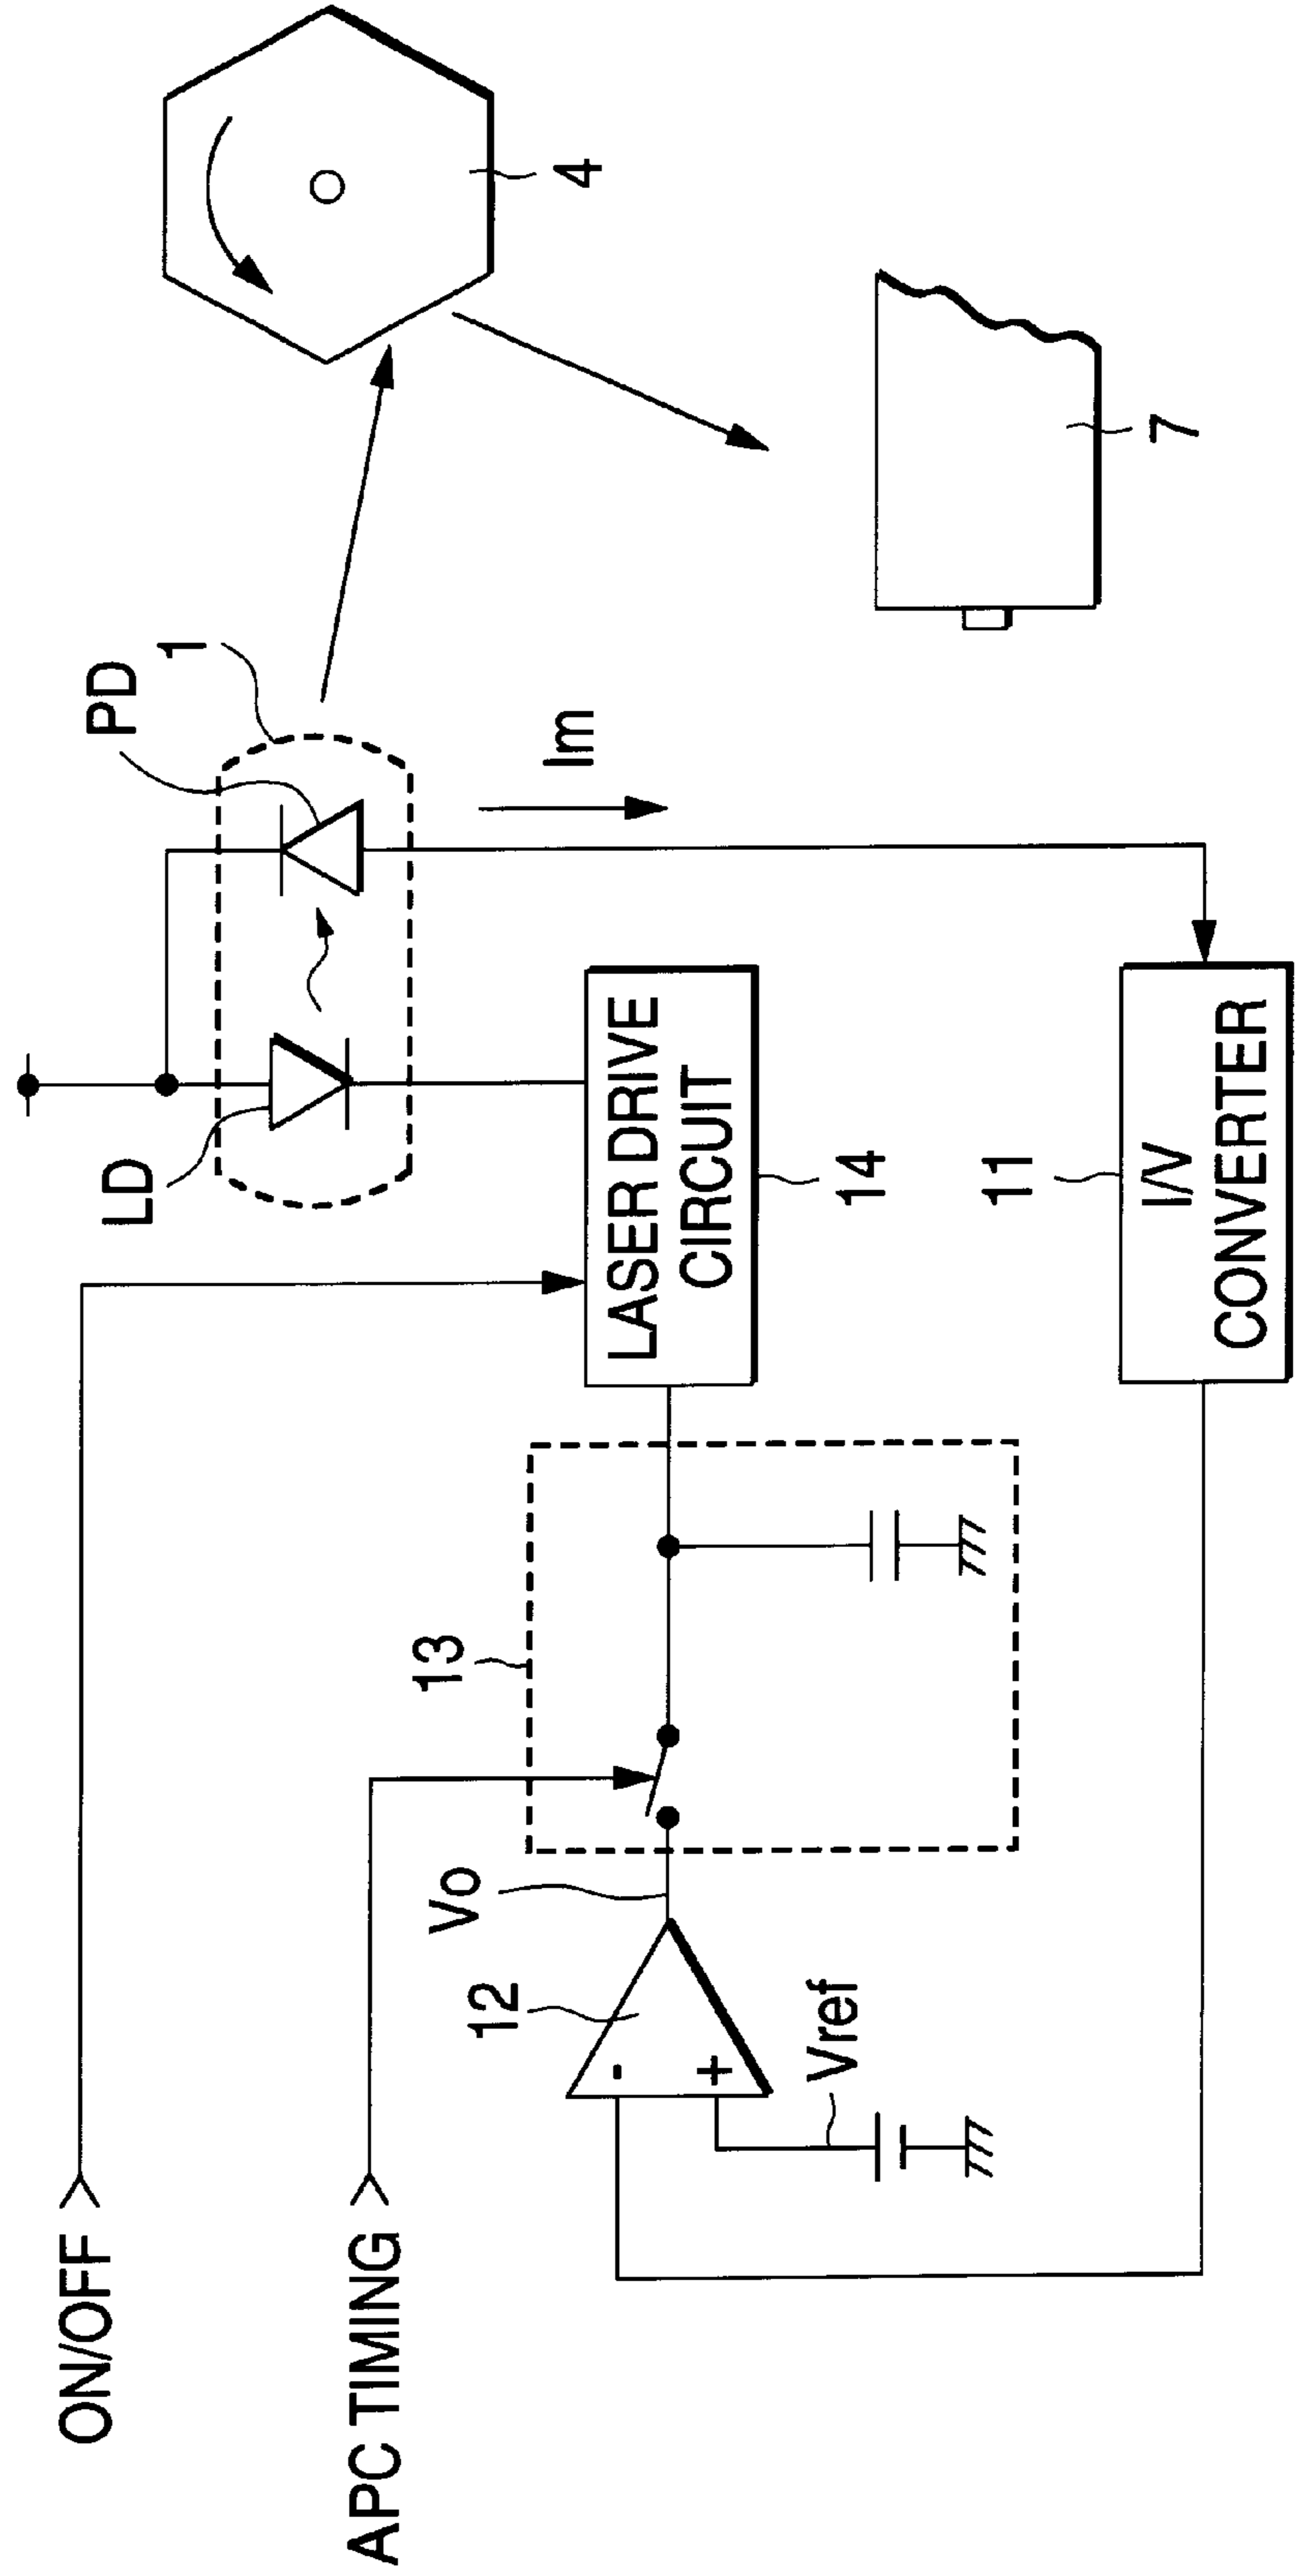 ON/OFF
APC TIMING
LD
PD
1
4
Im
7
LASER DRIVE
CIRCUIT
14
13
Vo
12
-
+
Vref
11
I/V
CONVERTER